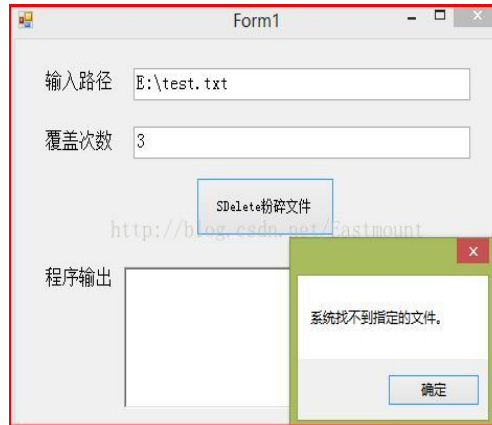 Form1
输入路径
E:\test.txt
覆盖次数
3
SDelete粉碎文件
http://blog.csdn.net/Eastmount
程序输出
系统找不到指定的文件。
确定